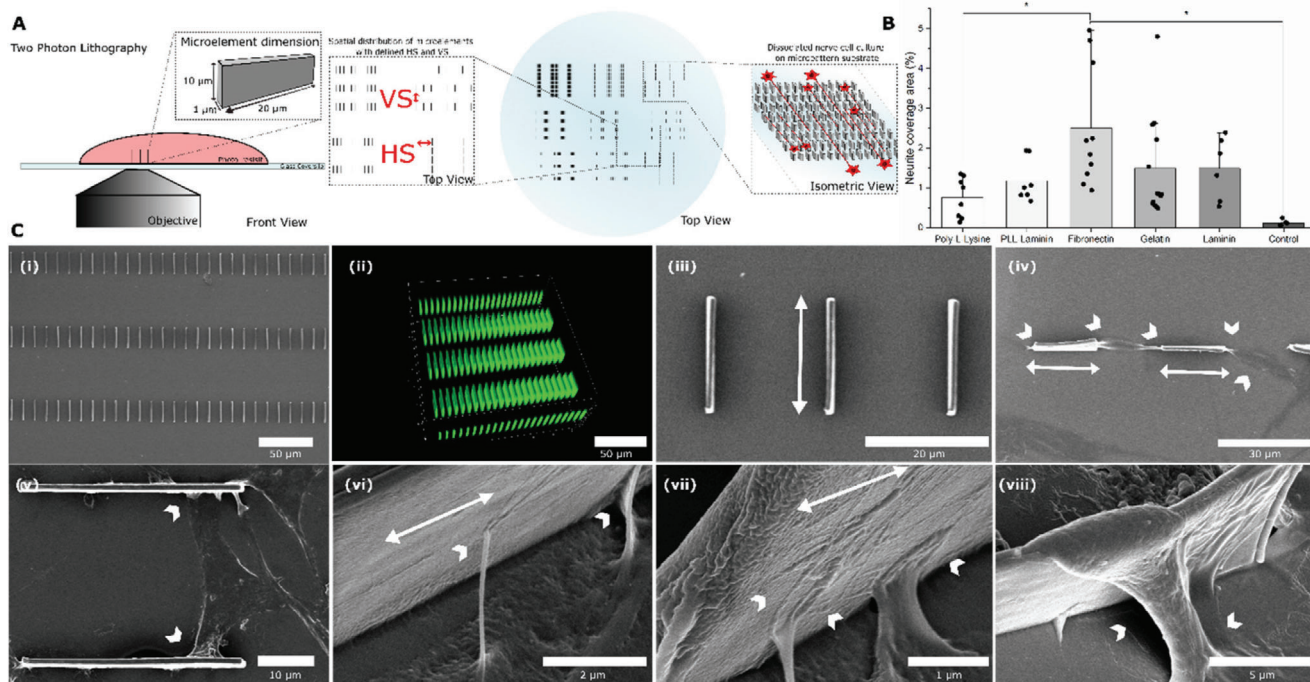 A
Two Photon Lithography
Microelement dimension
10 µm
1 µm
20 µm
Photo resist
Glass Coverslip
Objective
Front View
Spatial distribution of microelements
with defined HS and VS
VS
HS
Top View
Top View
Dissociated nerve cell culture
on micropattern substrate
Isometric View
B
*
*
Neurite coverage area (%)
5
4
3
2
1
0
Poly L Lysine
PLL Laminin
Fibronectin
Gelatin
Laminin
Control
C
(i)
50 µm
(ii)
50 µm
(iii)
20 µm
(iv)
30 µm
(v)
10 µm
(vi)
2 µm
(vii)
1 µm
(viii)
5 µm